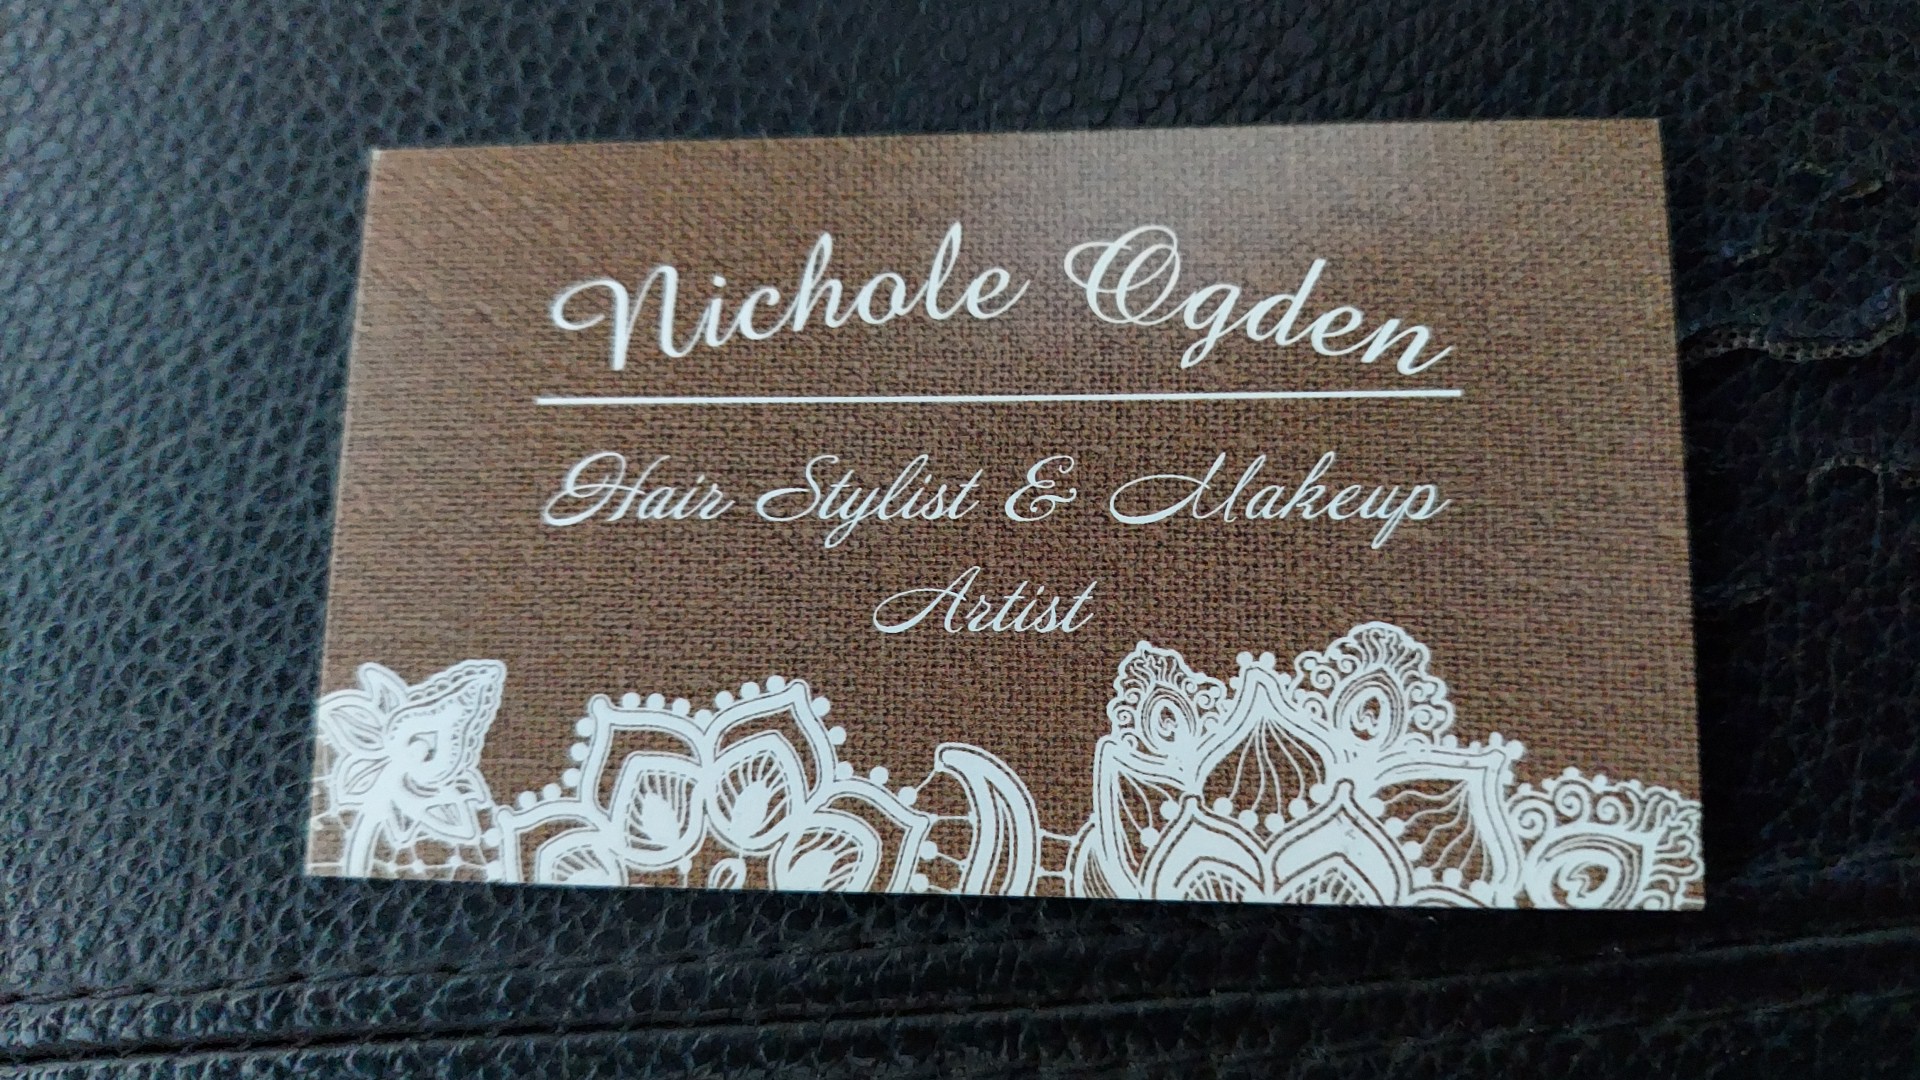 Nichole Ogden
Hair Stylist & Makeup
Artist